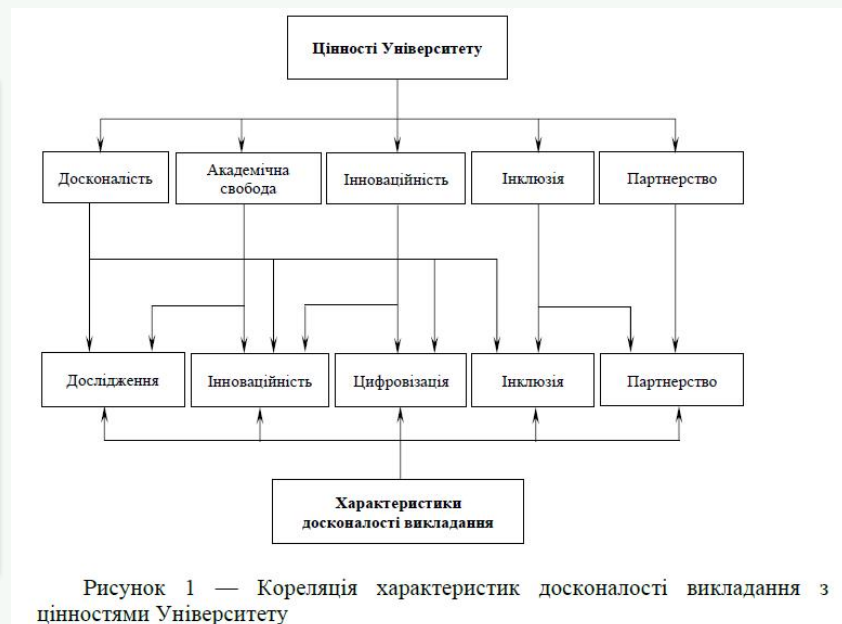 Цінності Університету
Досконалість
Академічна
свобода
Інноваційність
Інклюзія
Партнерство
Дослідження
Інноваційність
Цифровізація
Інклюзія
Партнерство
Характеристики
досконалості викладання
Рисунок 1 — Кореляція характеристик досконалості викладання з
цінностями Університету